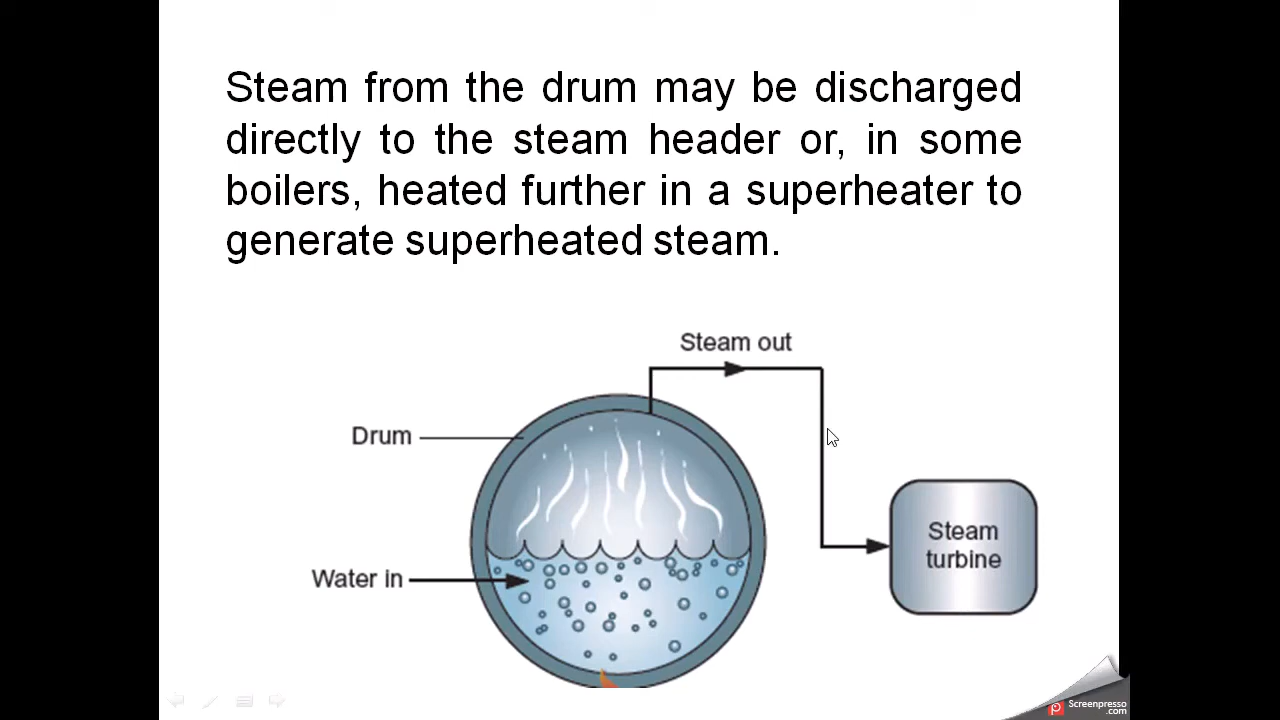 Steam from the drum may be discharged
directly to the steam header or, in some
boilers, heated further in a superheater to
generate superheated steam.
Steam out
Drum
Steam
turbine
Water in
Screenpresso
.com